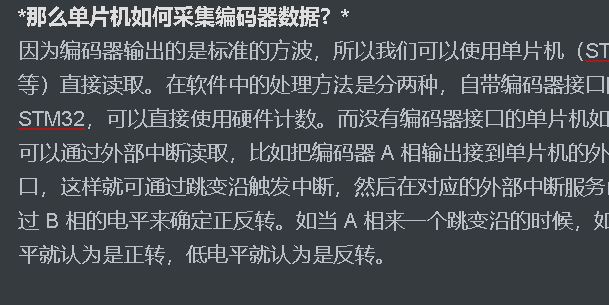 *那么单片机如何采集编码器数据？*
因为编码器输出的是标准的方波，所以我们可以使用单片机（ST
等）直接读取。在软件中的处理方法是分两种，自带编码器接口
STM32，可以直接使用硬件计数。而没有编码器接口的单片机如
可以通过外部中断读取，比如把编码器 A 相输出接到单片机的外
口，这样就可通过跳变沿触发中断，然后在对应的外部中断服务
过 B 相的电平来确定正反转。如当 A 相来一个跳变沿的时候，如
平就认为是正转，低电平就认为是反转。